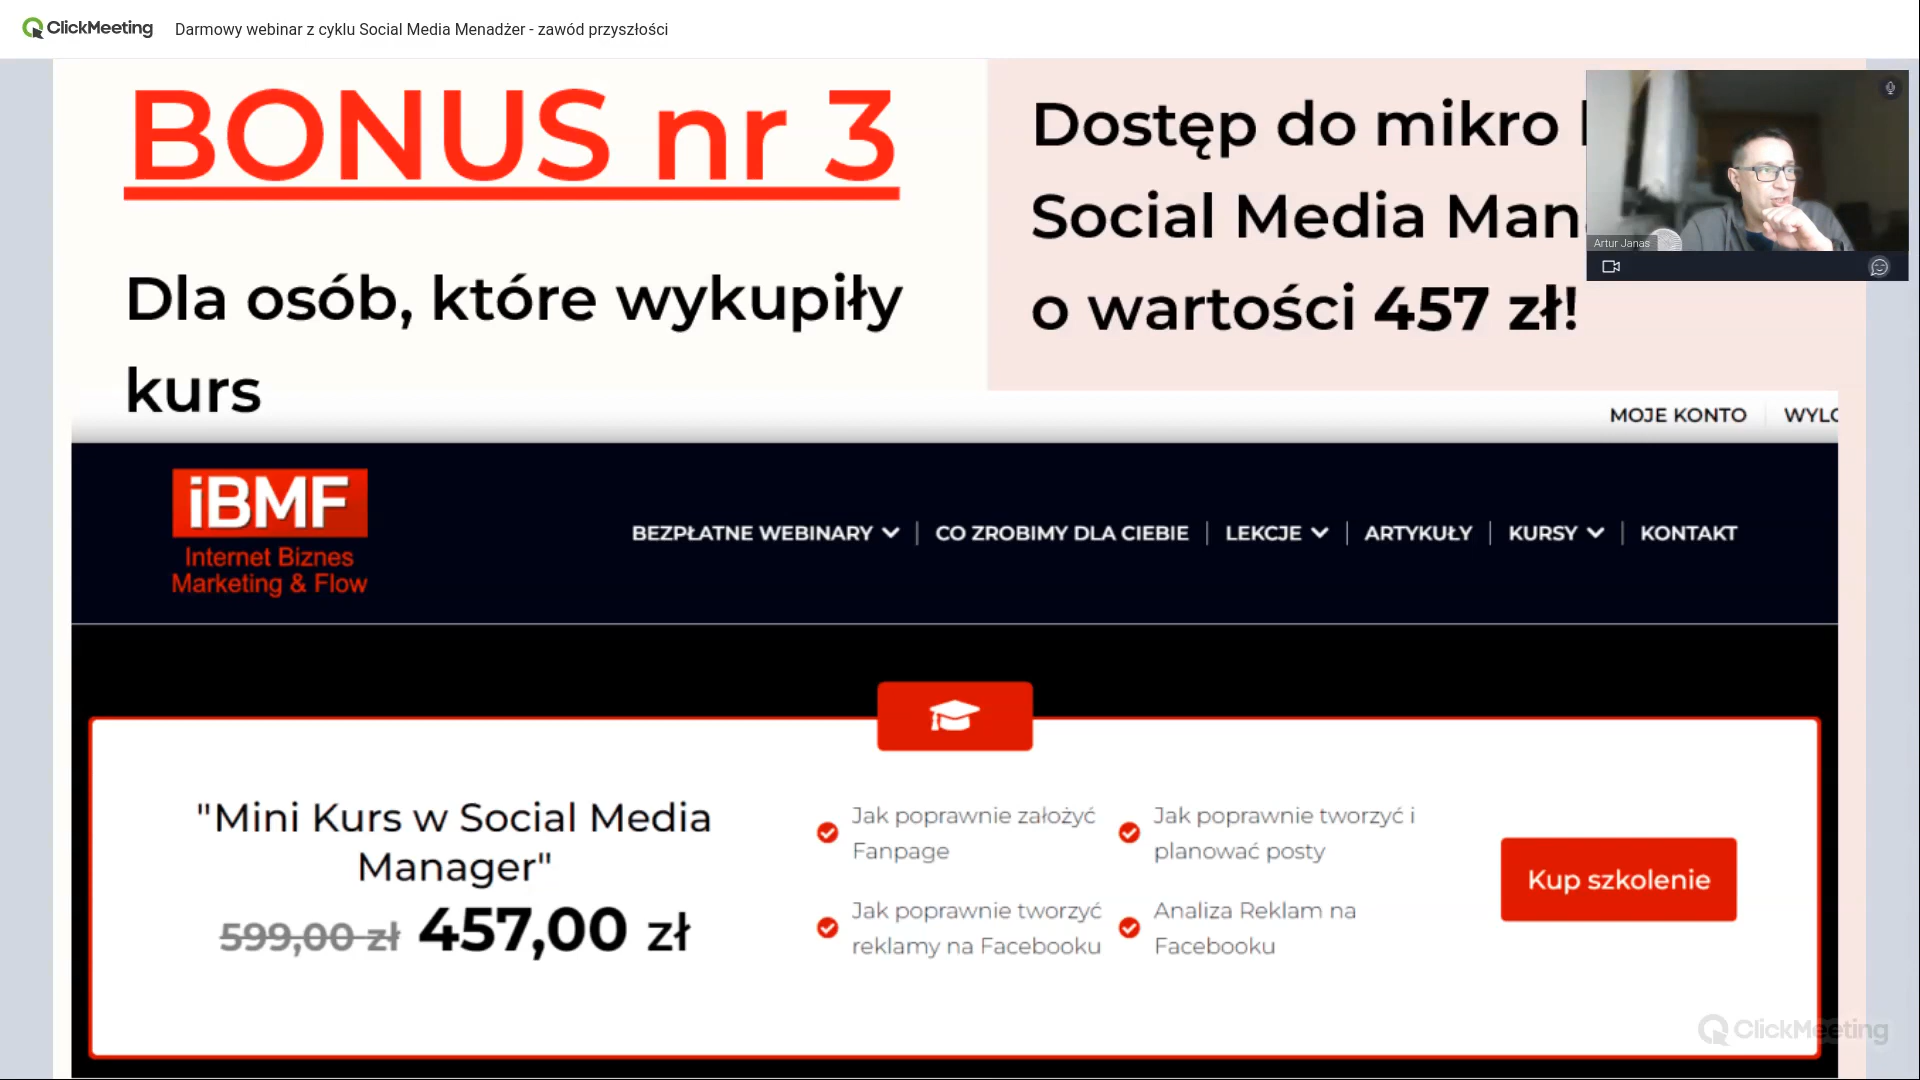 ClickMeeting
Darmowy webinar z cyklu Social Media Menadżer - zawód przyszłości
BONUS nr 3
Dla osób, które wykupiły
kurs
Dostęp do mikro
Social Media Man
o wartości 457 zł!
Artur Janas
MOJE KONTO
WYLO
iBMF
Internet Biznes
Marketing & Flow
BEZPŁATNE WEBINARY
CO ZROBIMY DLA CIEBIE
LEKCJE
ARTYKUŁY
KURSY
KONTAKT
"Mini Kurs w Social Media
Manager"
599,00 zł 457,00 zł
Jak poprawnie założyć
Fanpage
Jak poprawnie tworzyć
reklamy na Facebooku
Jak poprawnie tworzyć i
planować posty
Analiza Reklam na
Facebooku
Kup szkolenie
ClickMeeting